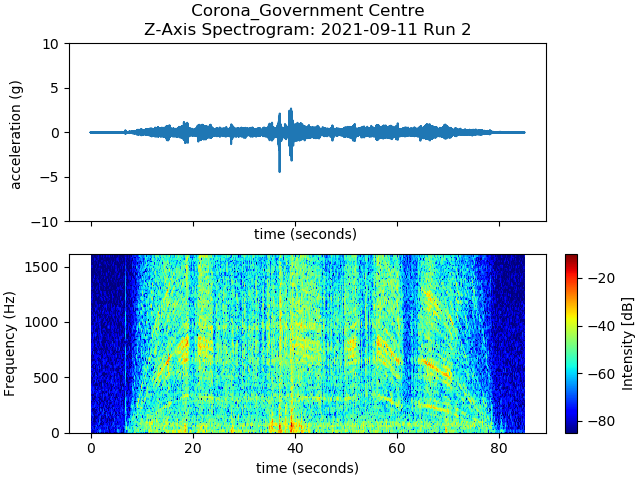 Corona_Government Centre
Z-Axis Spectrogram: 2021-09-11 Run 2
10
5
0
−5
−10
acceleration (g)
time (seconds)
1500
1000
500
0
Frequency (Hz)
0 20 40 60 80
time (seconds)
−20
−40
−60
−80
Intensity [dB]